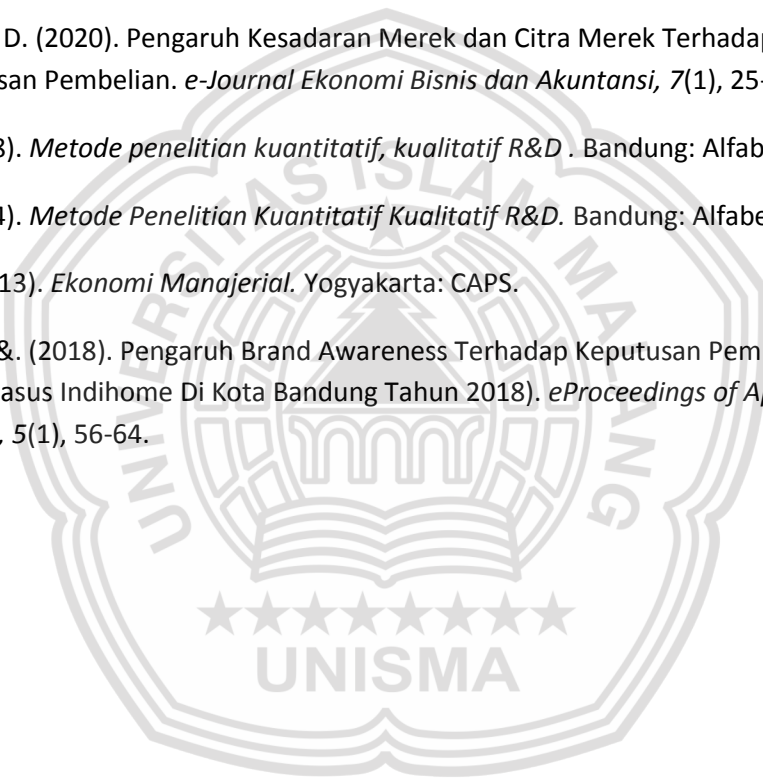 D. (2020). Pengaruh Kesadaran Merek dan Citra Merek Terhadap
san Pembelian. e-Journal Ekonomi Bisnis dan Akuntansi, 7(1), 25-
). Metode penelitian kuantitatif, kualitatif R&D . Bandung: Alfab
4). Metode Penelitian Kuantitatif Kualitatif R&D. Bandung: Alfabe
13). Ekonomi Manajerial. Yogyakarta: CAPS.
&. (2018). Pengaruh Brand Awareness Terhadap Keputusan Pem
asus Indihome Di Kota Bandung Tahun 2018). eProceedings of Ap
, 5(1), 56-64.
UNIVERSITAS ISLAM MALANG
UNISMA